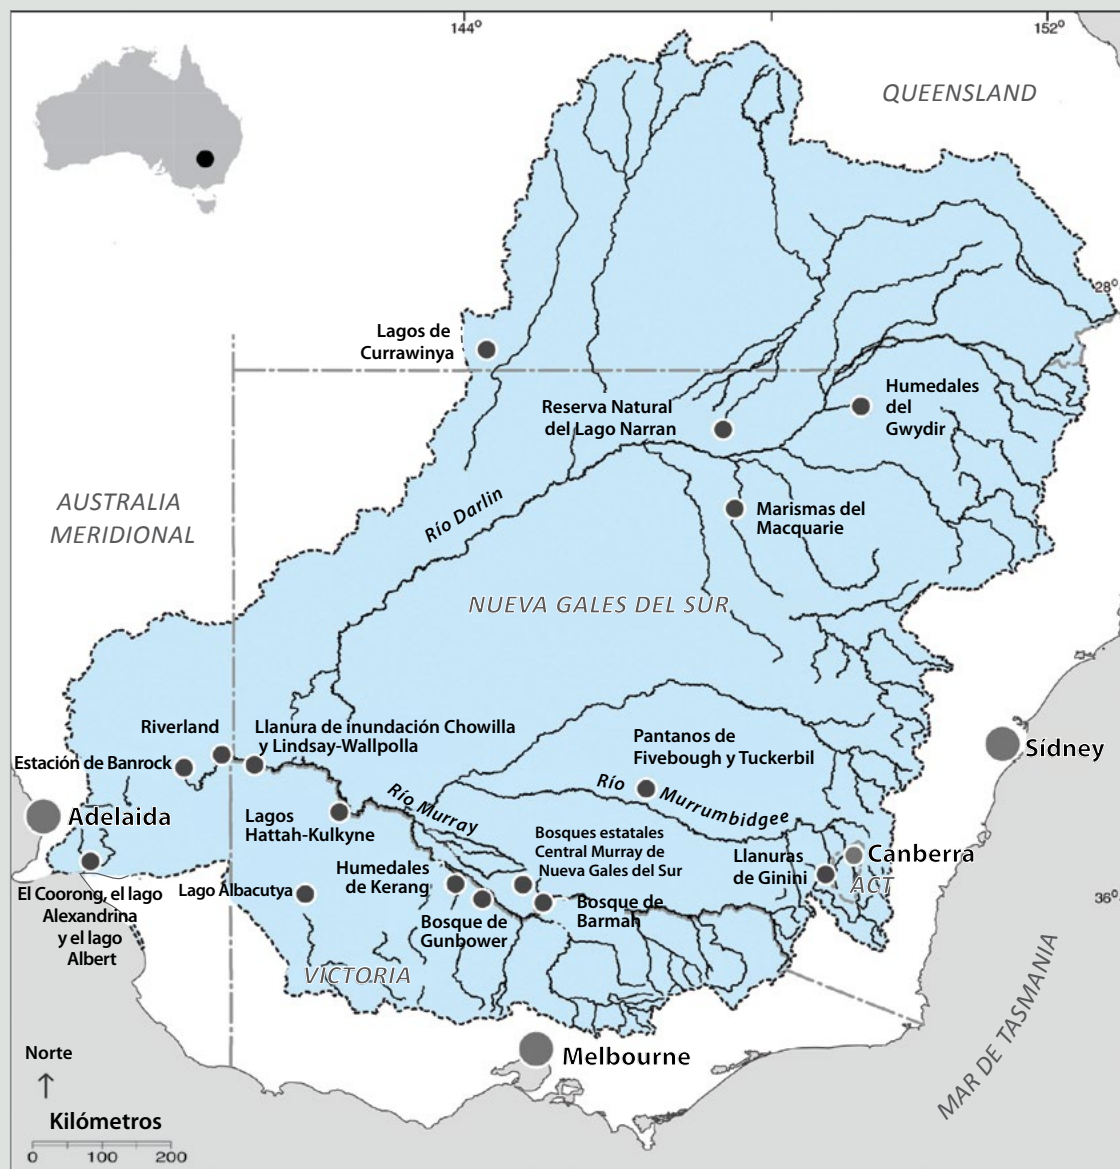 144º
152º
QUEENSLAND
28º
Lagos de
Currawinya
Humedales
del
Gwydir
Reserva Natural
del Lago Narran
AUSTRALIA
MERIDIONAL
Río Darlin
Marismas del
Macquarie
NUEVA GALES DEL SUR
Riverland
Llanura de inundación Chowilla
y Lindsay-Wallpolla
Estación de Banrock
Pantanos de
Fivebough y Tuckerbil
Sídney
Río Murrumbidgee
Río Murray
Adelaida
Lagos
Hattah-Kulkyne
Bosques estatales
Central Murray de
Nueva Gales del Sur
Llanuras
de Ginini
Canberra
ACT
Humedales
de Kerang
El Coorong, el lago
Alexandrina
y el lago
Albert
Lago Albacutya
Bosque de
Gunbower
Bosque de
Barmah
36º
VICTORIA
MAR DE TASMANIA
Melbourne
Norte
Kilómetros
0 100 200